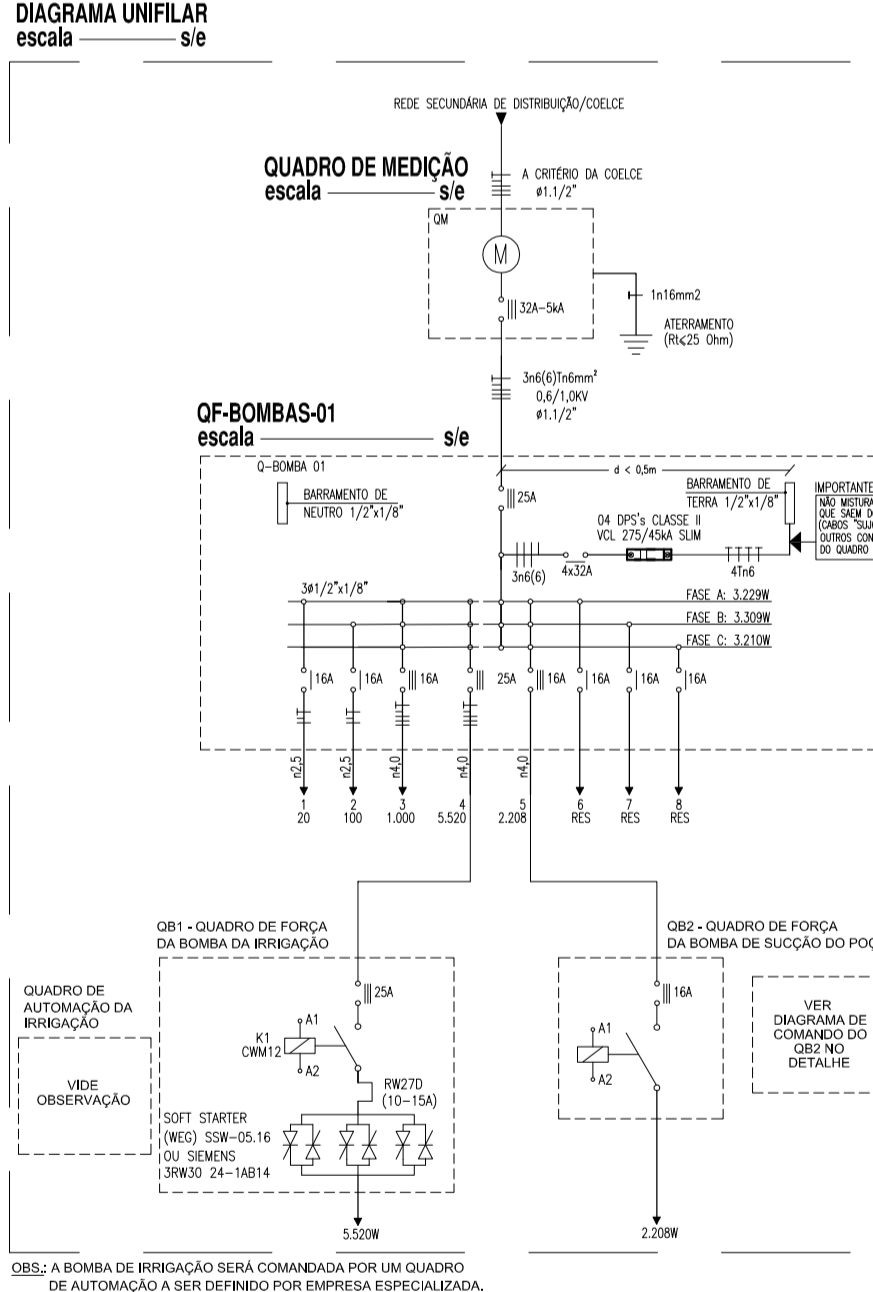 DIAGRAMA UNIFILAR
escala s/e
REDE SECUNDÁRIA DE DISTRIBUIÇÃO/COELCE
QUADRO DE MEDIÇÃO
escala s/e
A CRITÉRIO DA COELCE
ø1.1/2"
QM
M
32A-5kA
1n16mm2
ATERRAMENTO
(Rt≤25 Ohm)
3n6(6)Tn6mm²
0,6/1,0KV
ø1.1/2"
QF-BOMBAS-01
escala s/e
Q-BOMBA 01
d < 0,5m
BARRAMENTO DE
NEUTRO 1/2"x1/8"
25A
BARRAMENTO DE
TERRA 1/2"x1/8"
IMPORTANTE
NÃO MISTURA
QUE SAEM D
(CABOS "SUJ
OUTROS CON
DO QUADRO
04 DPS's CLASSE II
VCL 275/45kA SLIM
3n6(6)
4x32A
4Tn6
3ø1/2"x1/8"
FASE A: 3.229W
FASE B: 3.309W
FASE C: 3.210W
16A 16A 16A 25A 16A 16A 16A 16A
n2,5 n2,5 n4,0 n4,0 n4,0
1 2 3 4 5 6 7 8
20 100 1.000 5.520 2.208 RES RES RES
QB1 - QUADRO DE FORÇA
DA BOMBA DA IRRIGAÇÃO
QB2 - QUADRO DE FORÇA
DA BOMBA DE SUCÇÃO DO POÇ
QUADRO DE
AUTOMAÇÃO DA
IRRIGAÇÃO
VIDE
OBSERVAÇÃO
25A
A1
K1
CWM12
A2
RW27D
(10-15A)
SOFT STARTER
(WEG) SSW-05.16
OU SIEMENS
3RW30 24-1AB14
5.520W
16A
A1
A2
2.208W
VER
DIAGRAMA DE
COMANDO DO
QB2 NO
DETALHE
OBS.: A BOMBA DE IRRIGAÇÃO SERÁ COMANDADA POR UM QUADRO
DE AUTOMAÇÃO A SER DEFINIDO POR EMPRESA ESPECIALIZADA.